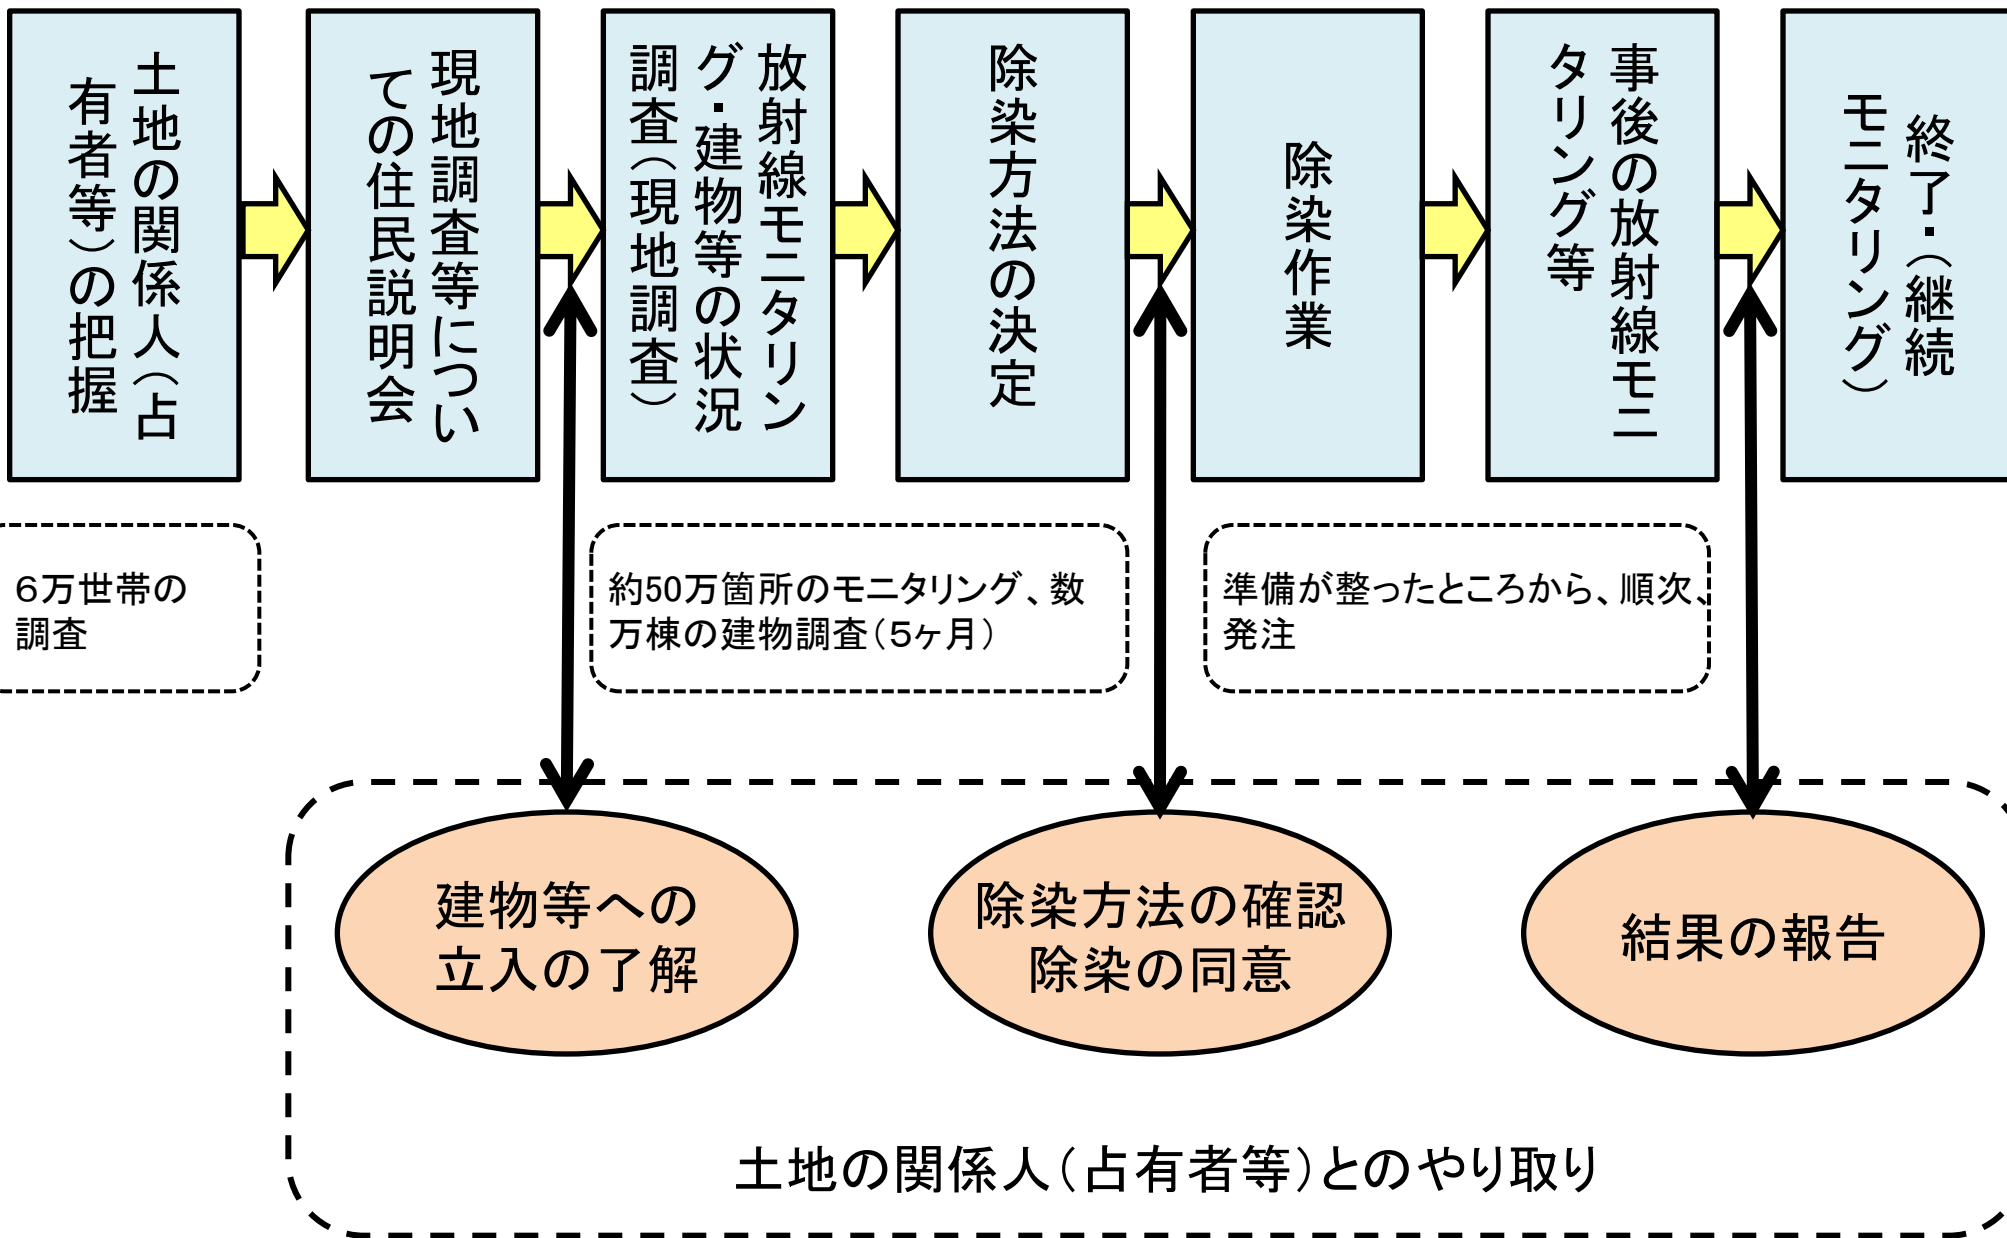 土地の関係人（占
有者等）の把握
現地調査等につい
ての住民説明会
放射線モニタリン
グ・建物等の状況
調査（現地調査）
除染方法の決定
除染作業
事後の放射線モニ
タリング等
終了・（継続
モニタリング）
６万世帯の
調査
約50万箇所のモニタリング、数
万棟の建物調査（５ヶ月）
準備が整ったところから、順次、
発注
建物等への
立入の了解
除染方法の確認
除染の同意
結果の報告
土地の関係人（占有者等）とのやり取り